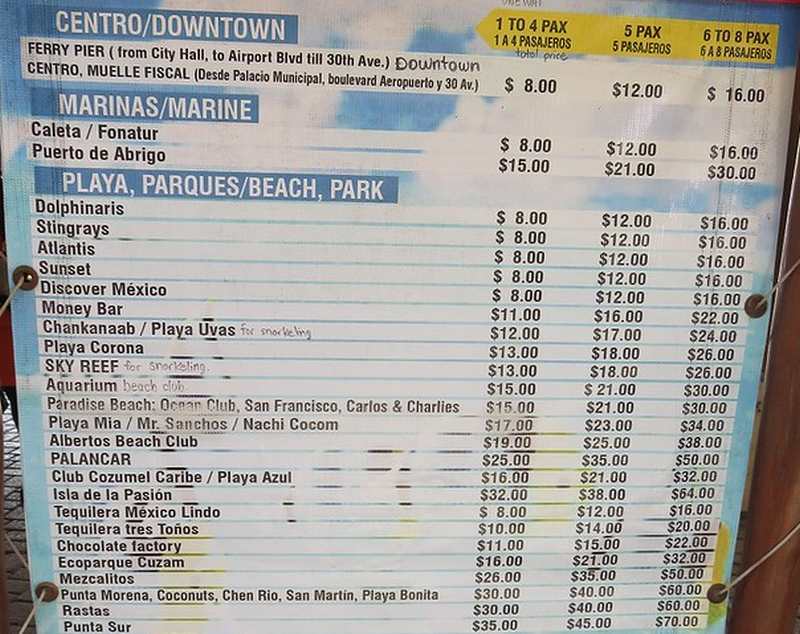 CENTRO/DOWNTOWN
1 TO 4 PAX 5 PAX 6 TO 8 PAX
1 A 4 PASAJEROS 5 PASAJEROS 6 A 8 PASAJEROS
total price
FERRY PIER ( from City Hall, to Airport Blvd till 30th Ave.) Downtown
CENTRO, MUELLE FISCAL (Desde Palacio Municipal, boulevard Aeropuerto y 30 Av.) $ 8.00 $12.00 $ 16.00
MARINAS/MARINE
Caleta / Fonatur $ 8.00 $12.00 $16.00
Puerto de Abrigo $15.00 $21.00 $30.00
PLAYA, PARQUES/BEACH, PARK
Dolphinaris $ 8.00 $12.00 $16.00
Stingrays $ 8.00 $12.00 $16.00
Atlantis $ 8.00 $12.00 $16.00
Sunset $ 8.00 $12.00 $16.00
Discover México $ 8.00 $12.00 $16.00
Money Bar $11.00 $16.00 $22.00
Chankanaab / Playa Uvas for snorkeling $12.00 $17.00 $24.00
Playa Corona $13.00 $18.00 $26.00
SKY REEF for snorkeling. $13.00 $18.00 $26.00
Aquarium beach club $15.00 $ 21.00 $30.00
Paradise Beach: Ocean Club, San Francisco, Carlos & Charlies $15.00 $21.00 $30.00
Playa Mia / Mr. Sanchos / Nachi Cocom $17.00 $23.00 $34.00
Albertos Beach Club $19.00 $25.00 $38.00
PALANCAR $25.00 $35.00 $50.00
Club Cozumel Caribe / Playa Azul $16.00 $21.00 $32.00
Isla de la Pasión $32.00 $38.00 $64.00
Tequilera México Lindo $ 8.00 $12.00 $16.00
Tequilera tres Toños $10.00 $14.00 $20.00
Chocolate factory $11.00 $15.00 $22.00
Ecoparque Cuzam $16.00 $21.00 $32.00
Mezcalitos $26.00 $35.00 $50.00
Punta Morena, Coconuts, Chen Rio, San Martín, Playa Bonita $30.00 $40.00 $60.00
Rastas $30.00 $40.00 $60.00
Punta Sur $35.00 $45.00 $70.00